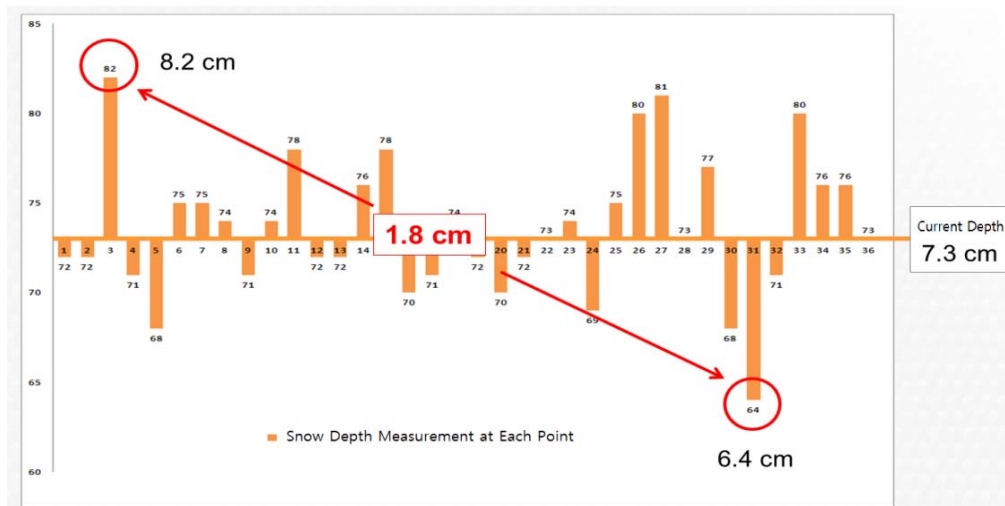 85
80
75
70
65
60
8.2 cm
82
1.8 cm
6.4 cm
64
Current Depth
7.3 cm
1 2 3 4 5 6 7 8 9 10 11 12 13 14 20 21 22 23 24 25 26 27 28 29 30 31 32 33 34 35 36
72 72 71 68 75 75 74 71 74 78 72 72 76 78 70 71 74 72 70 72 73 74 69 75 80 81 73 77 68 71 80 76 76 73
Snow Depth Measurement at Each Point